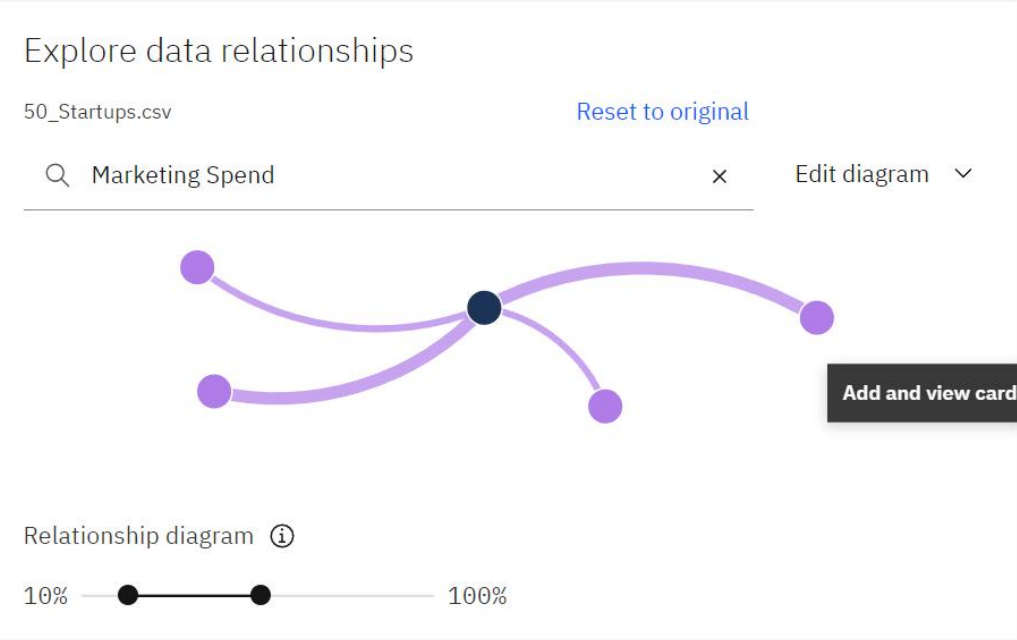 Explore data relationships
50_Startups.csv
Reset to original
Marketing Spend
Edit diagram
Add and view card
Relationship diagram
10%
100%